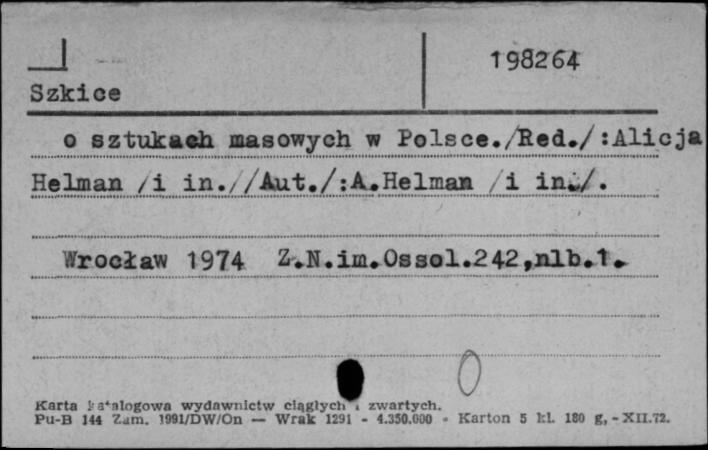 198264
Szkice
o sztukach masowych w Polsce./Red./:Alicja
Helman /i in.//Aut./:A.Helman /i in./.
Wrocław 1974 Z.N.im.Ossol.242,nlb.1.
Karta katalogowa wydawnictw ciągłych i zwartych.
Pu-B 144 Zam. 1991/DW/On — Wrak 1291 - 4.350.000 - Karton 5 kl. 180 g, - XII.72.